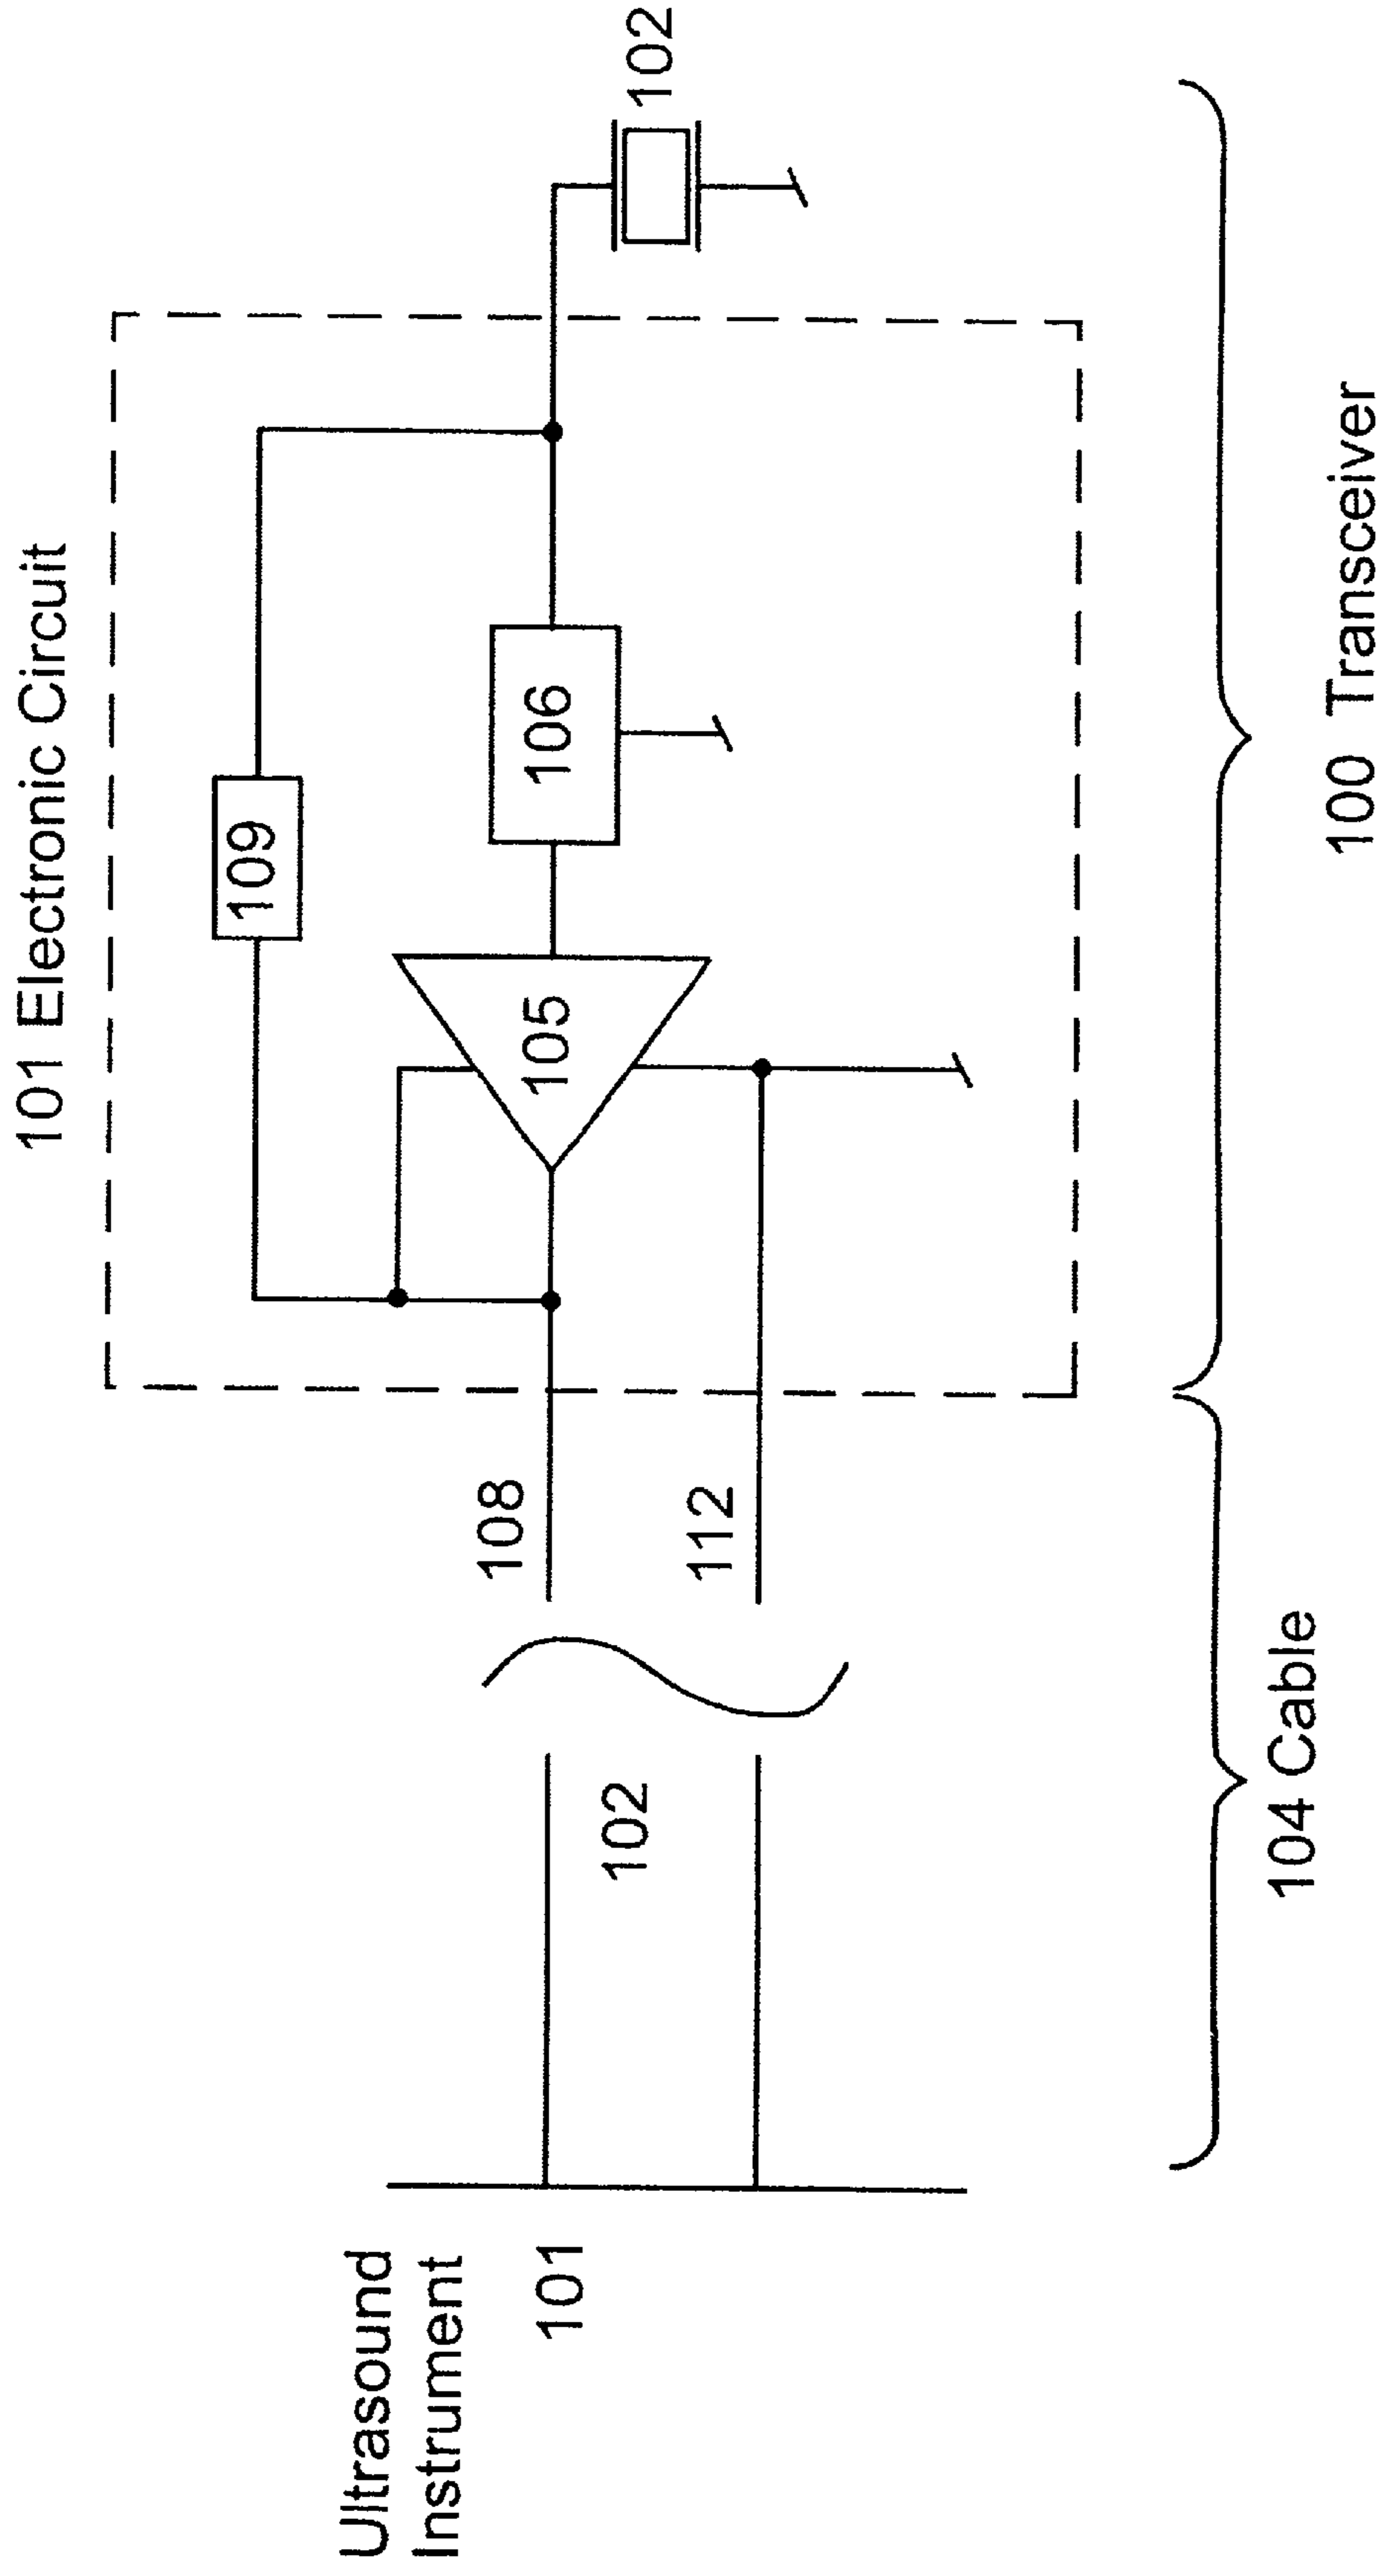 101 Electronic Circuit
109
Ultrasound
Instrument
108
105
106
101
102
102
112
104 Cable
100 Transceiver